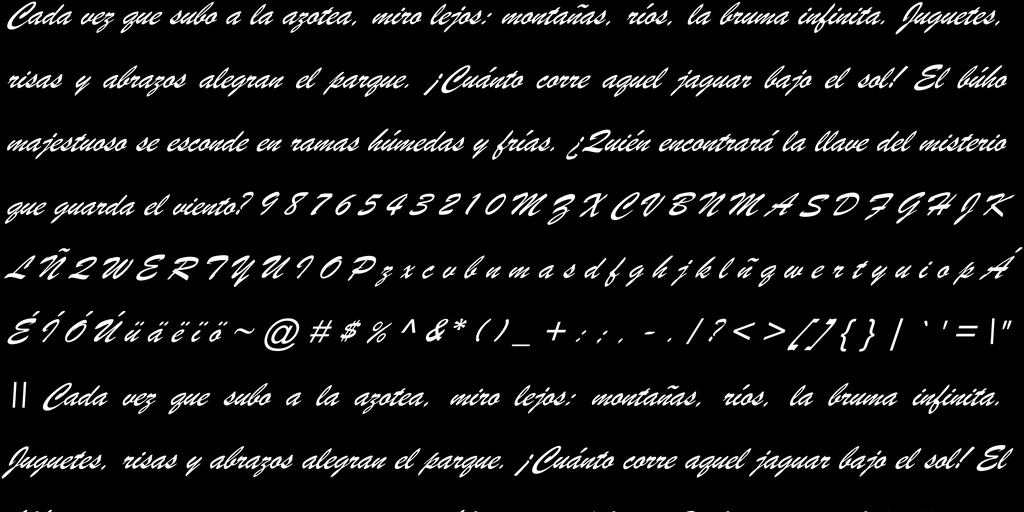 Cada vez que subo a la azotea, miro lejos: montañas, ríos, la bruma infinita. Juguetes,
risas y abrazos alegran el parque. ¡Cuánto corre aquel jaguar bajo el sol! El búho
majestuoso se esconde en ramas húmedas y frías. ¿Quién encontrará la llave del misterio
que guarda el viento? 9 8 7 6 5 4 3 2 1 0 M Z X C V B N M A S D F G H J K
L Ñ Q W E R T Y U I O P z x c v b n m a s d f g h j k l ñ q w e r t y u i o p Á
É Í Ó Ú ü ä ë ï ö ~ @ # $ % ^ & * ( ) _ + : ; , - . / ? < > [ ] { } | ` ' = | "
|| Cada vez que subo a la azotea, miro lejos: montañas, ríos, la bruma infinita.
Juguetes, risas y abrazos alegran el parque. ¡Cuánto corre aquel jaguar bajo el sol! El